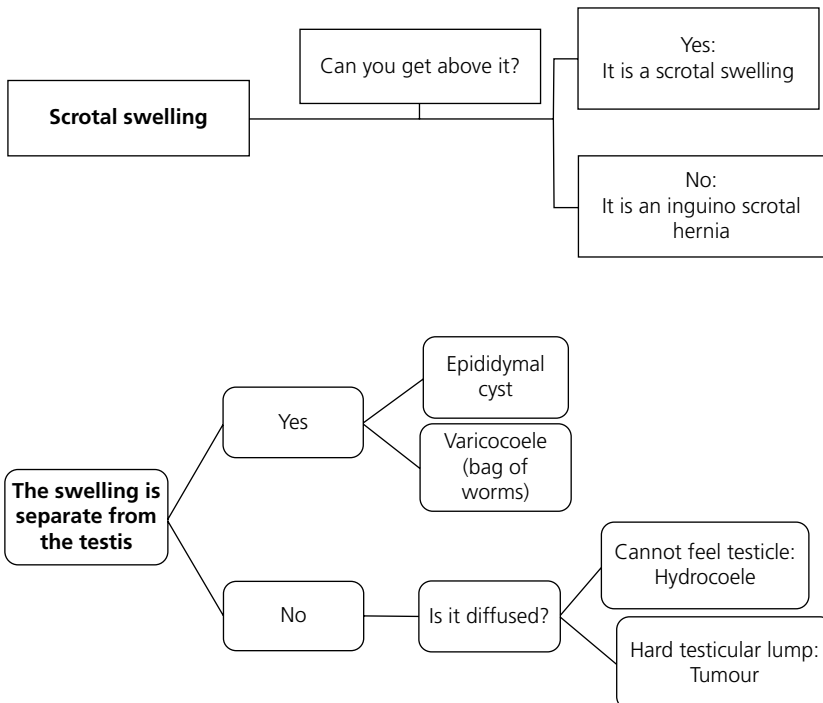 Scrotal swelling
Can you get above it?
Yes:
It is a scrotal swelling
No:
It is an inguino scrotal
hernia
The swelling is
separate from
the testis
Yes
Epididymal
cyst
Varicocoele
(bag of
worms)
No
Is it diffused?
Cannot feel testicle:
Hydrocoele
Hard testicular lump:
Tumour